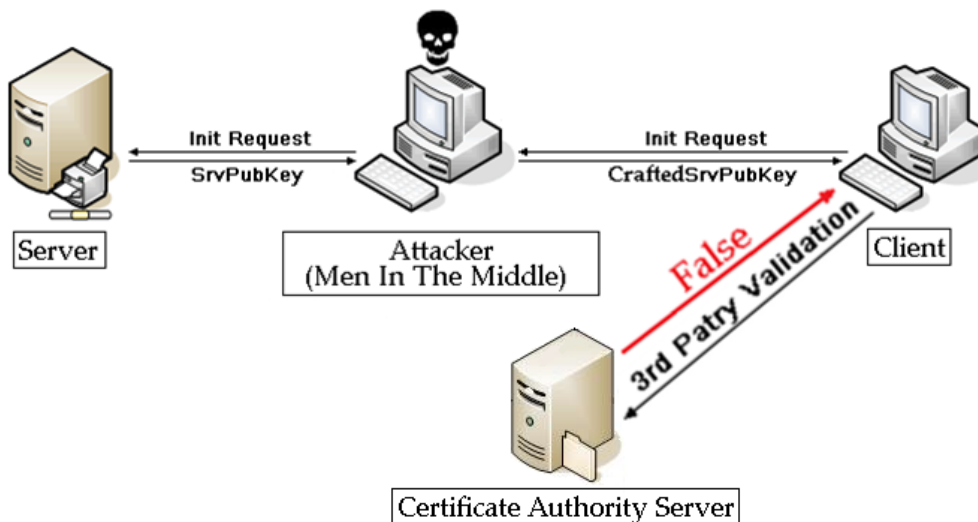 Init Request
SrvPubKey
Init Request
CraftedSrvPubKey
Server
Attacker
(Men In The Middle)
Client
False
3rd Patry Validation
Certificate Authority Server